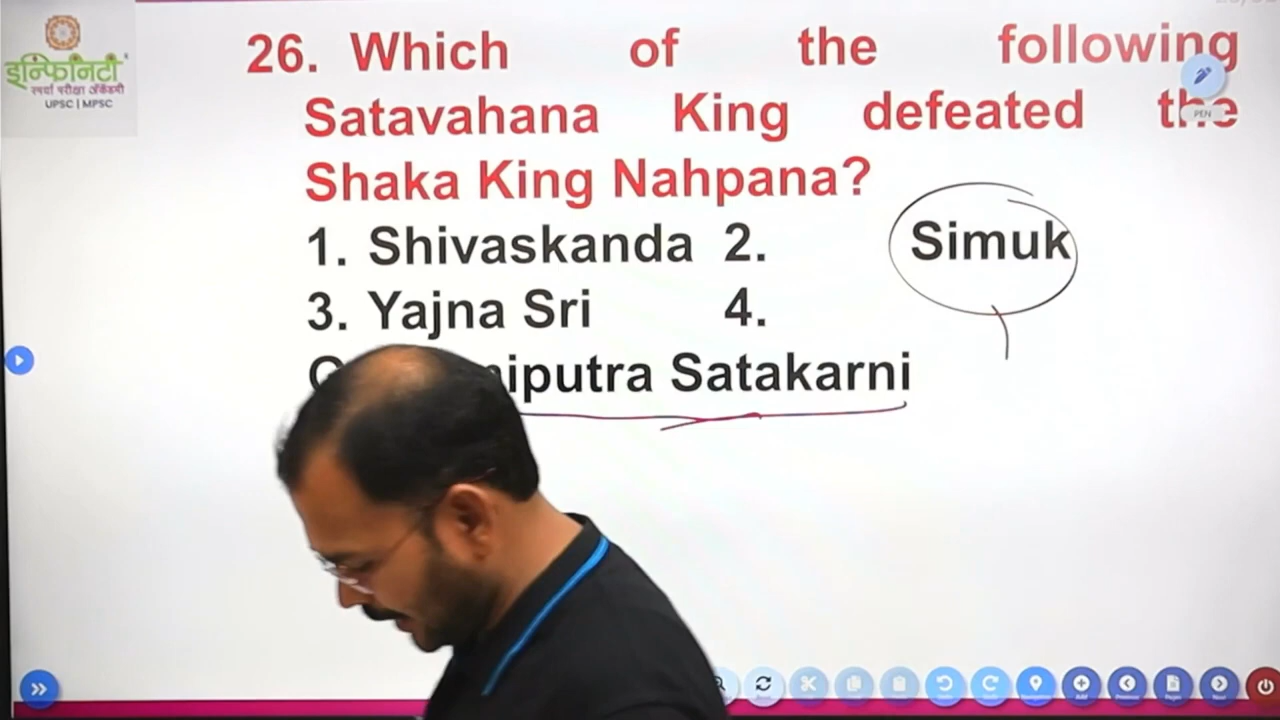 इन्फिनिटी
स्पर्धा परीक्षा अ‍ॅकॅडमी
UPSC | MPSC
26. Which of the following
Satavahana King defeated the
Shaka King Nahpana?
1. Shivaskanda 2. Simuk
3. Yajna Sri 4.
Satakarni
PEN